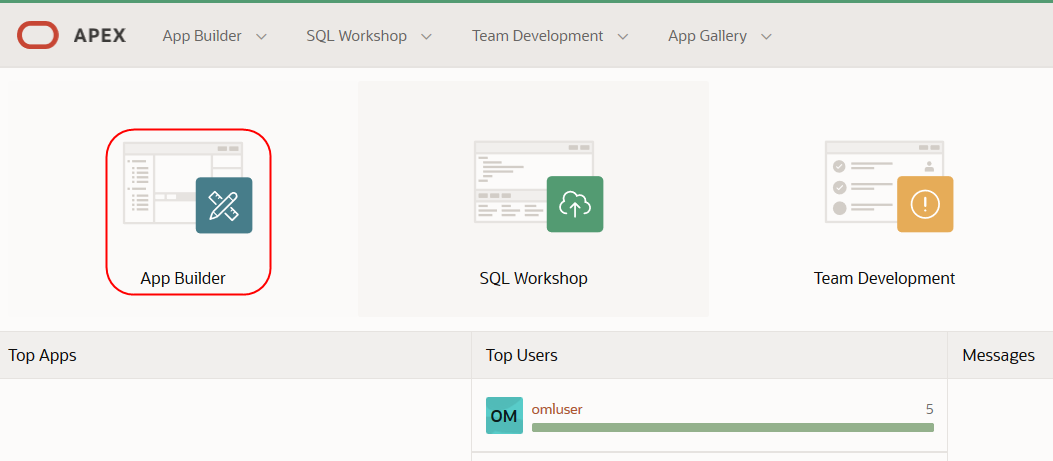 APEX App Builder SQL Workshop Team Development App Gallery
App Builder SQL Workshop Team Development
Top Apps Top Users Messages
OM omluser 5